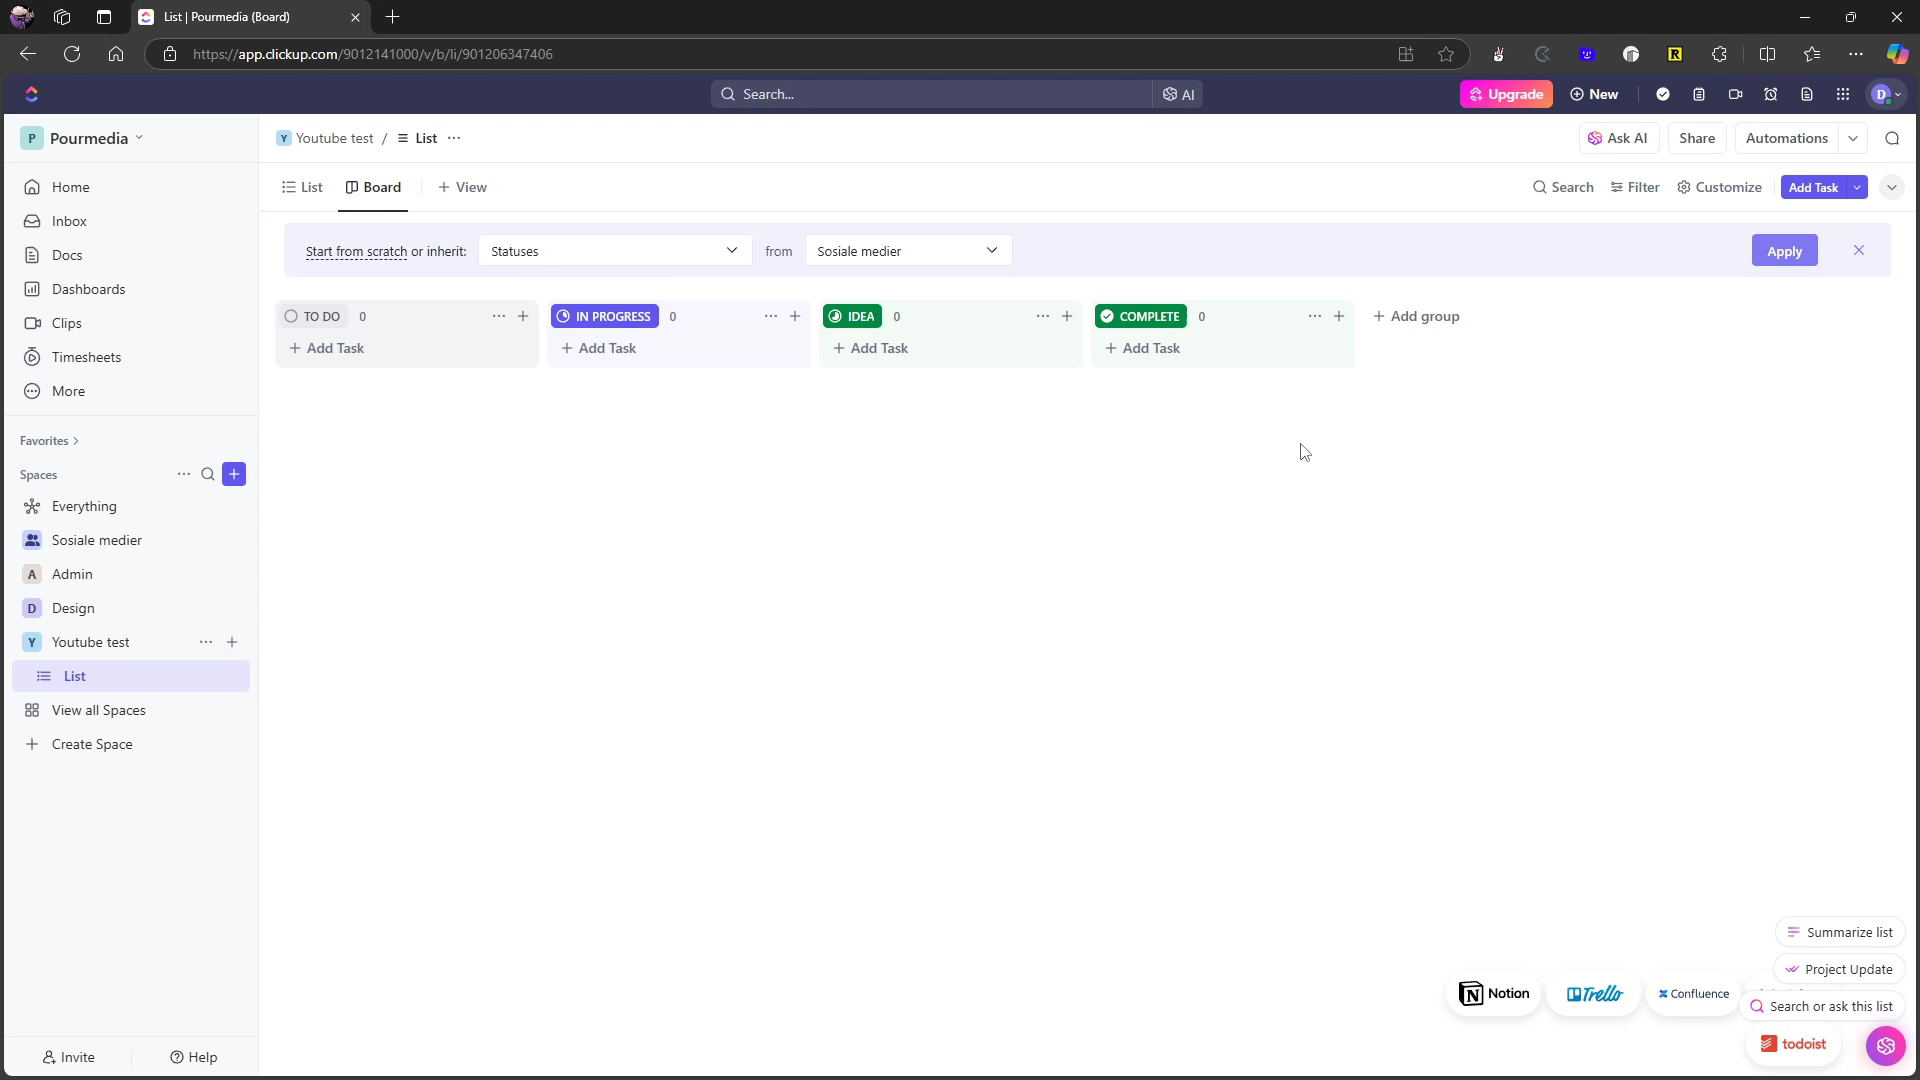 List | Pourmedia (Board)
https://app.clickup.com/9012141000/v/b/li/901206347406
Search...
AI
Upgrade
New
D
P Pourmedia
Y Youtube test / List
Ask AI
Share
Automations
List
Board
+ View
Search
Filter
Customize
Add Task
Home
Inbox
Docs
Dashboards
Clips
Timesheets
More
Favorites
Spaces
Everything
Sosiale medier
A Admin
D Design
Y Youtube test
List
View all Spaces
+ Create Space
Invite
Help
Start from scratch or inherit:
Statuses
from
Sosiale medier
Apply
TO DO 0
+ Add Task
IN PROGRESS 0
+ Add Task
IDEA 0
+ Add Task
COMPLETE 0
+ Add Task
+ Add group
Summarize list
Project Update
Notion
Trello
Confluence
Search or ask this list
todoist